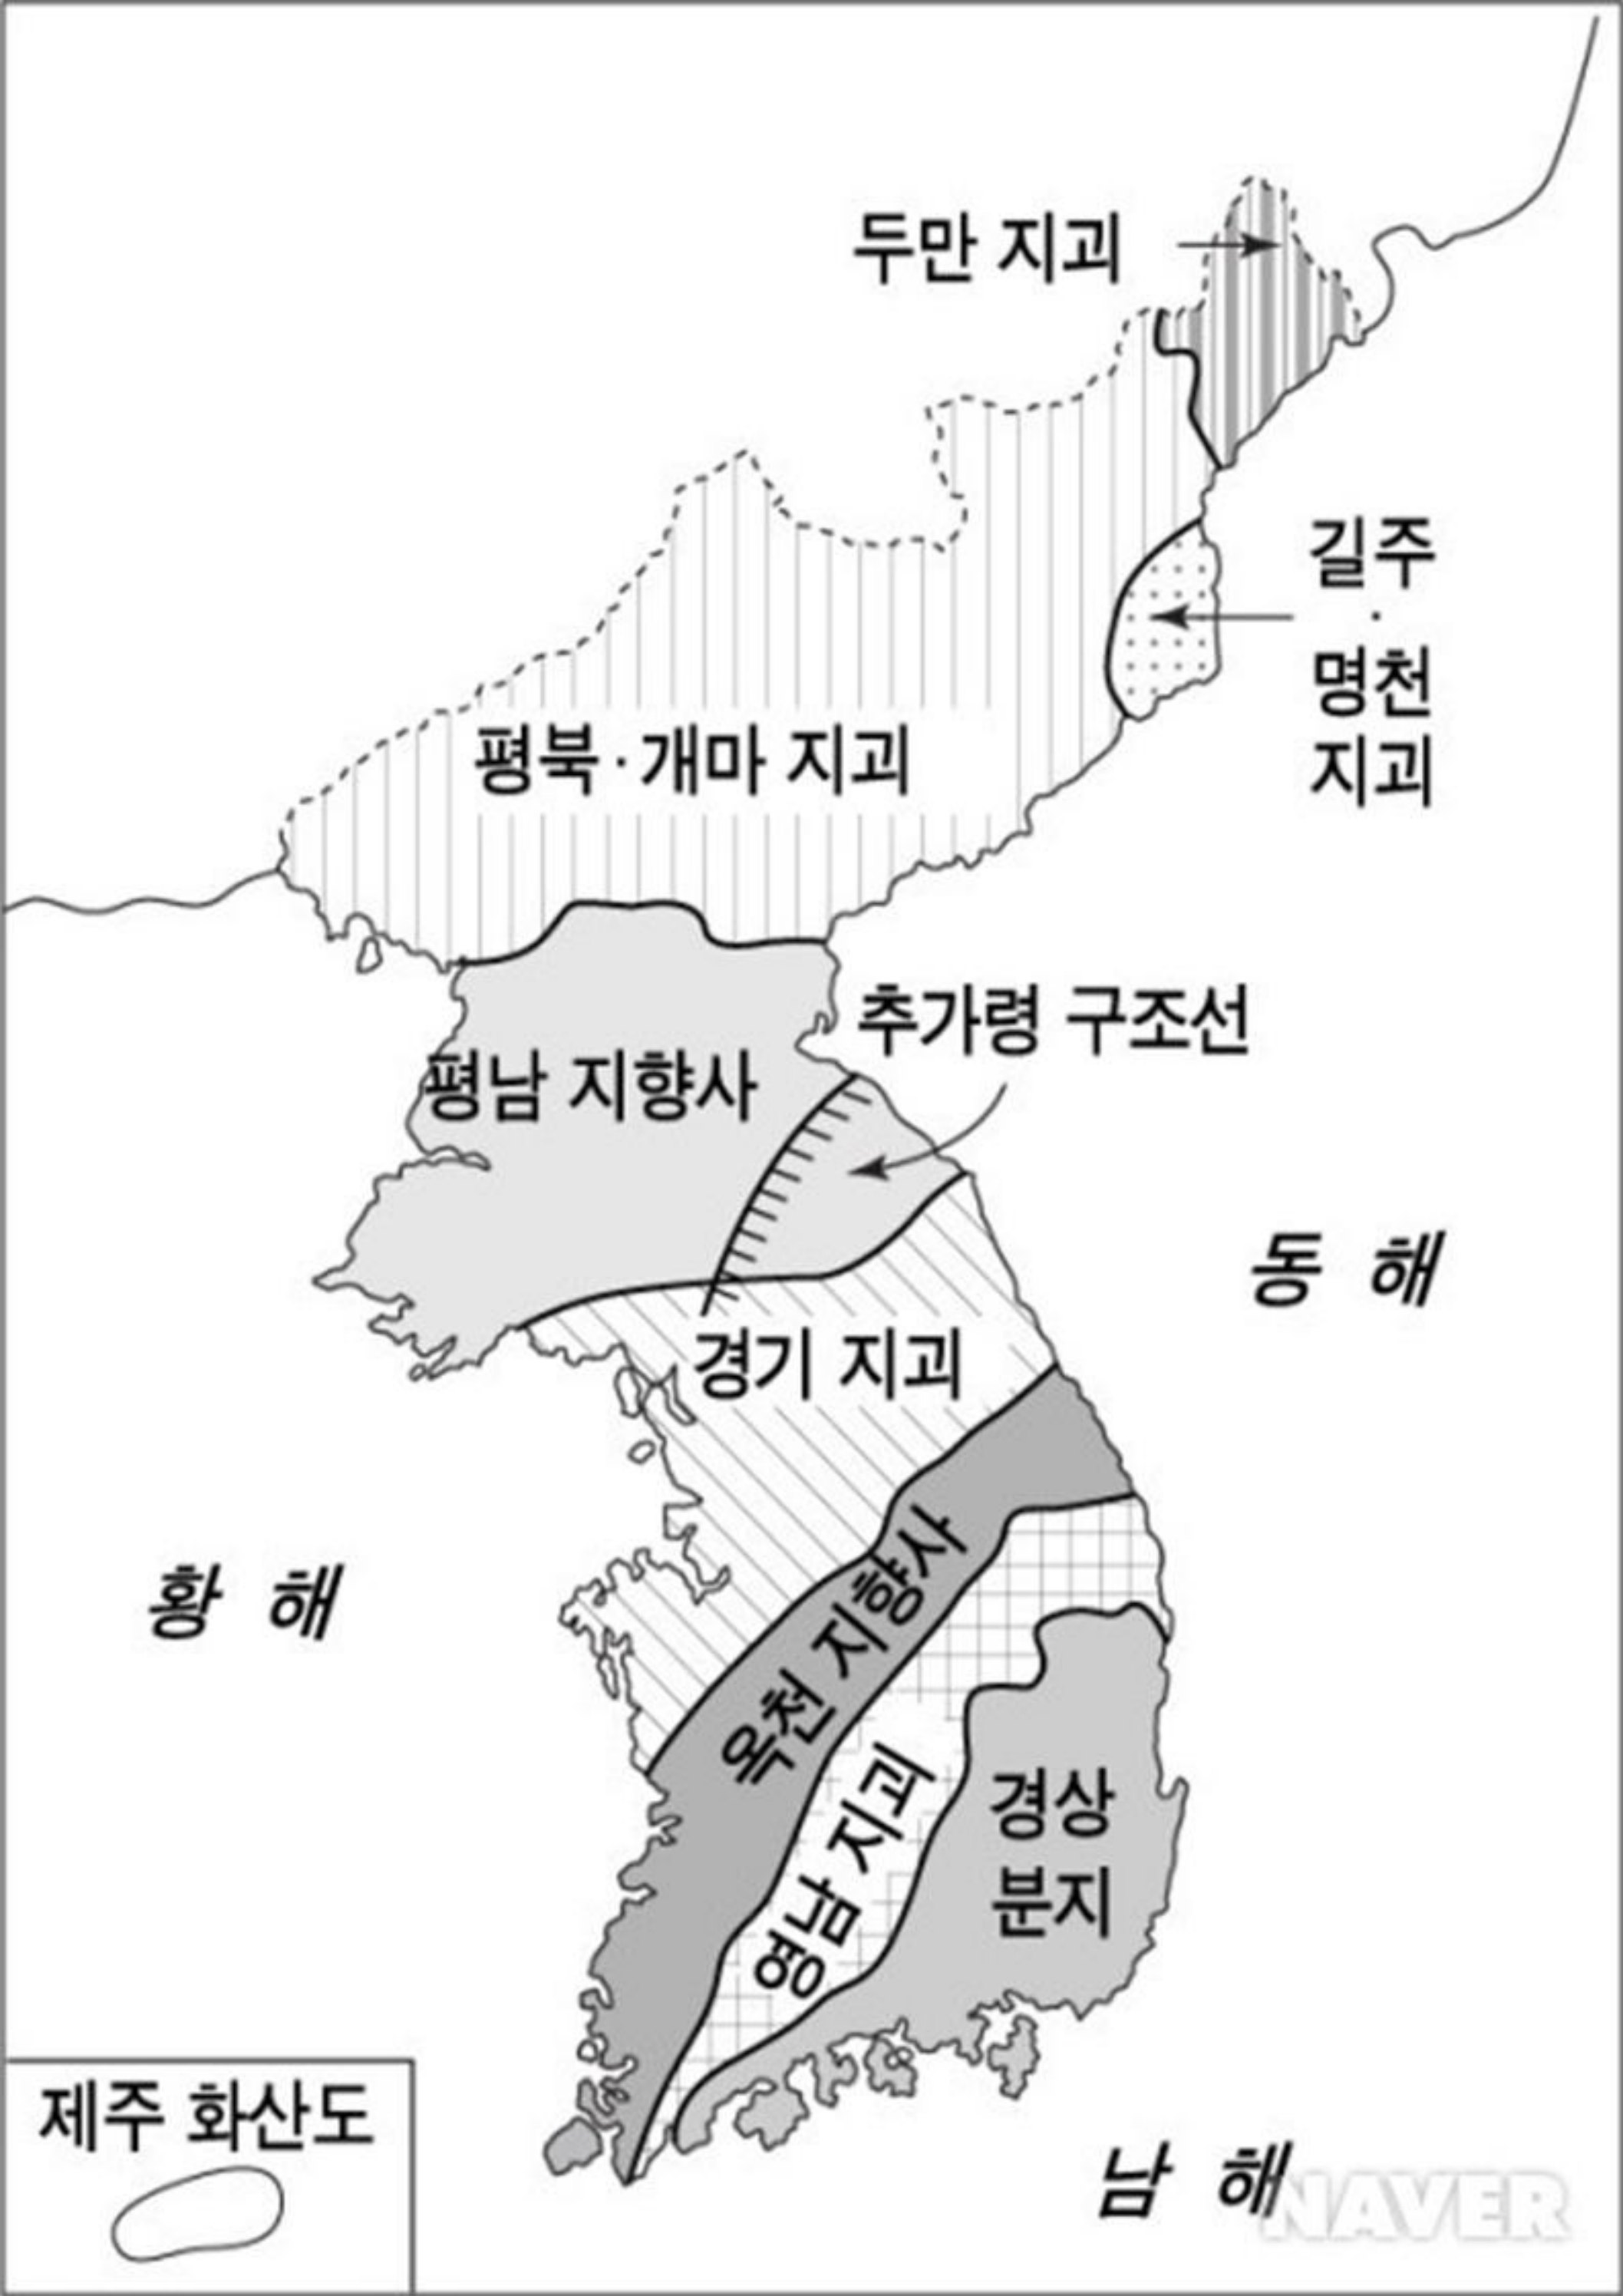 두만 지괴
길주
·
명천
지괴
평북·개마 지괴
추가령 구조선
평남 지향사
동 해
경기 지괴
황 해
옥천 지향사
영남 지괴
경상
분지
제주 화산도
남 해
NAVER